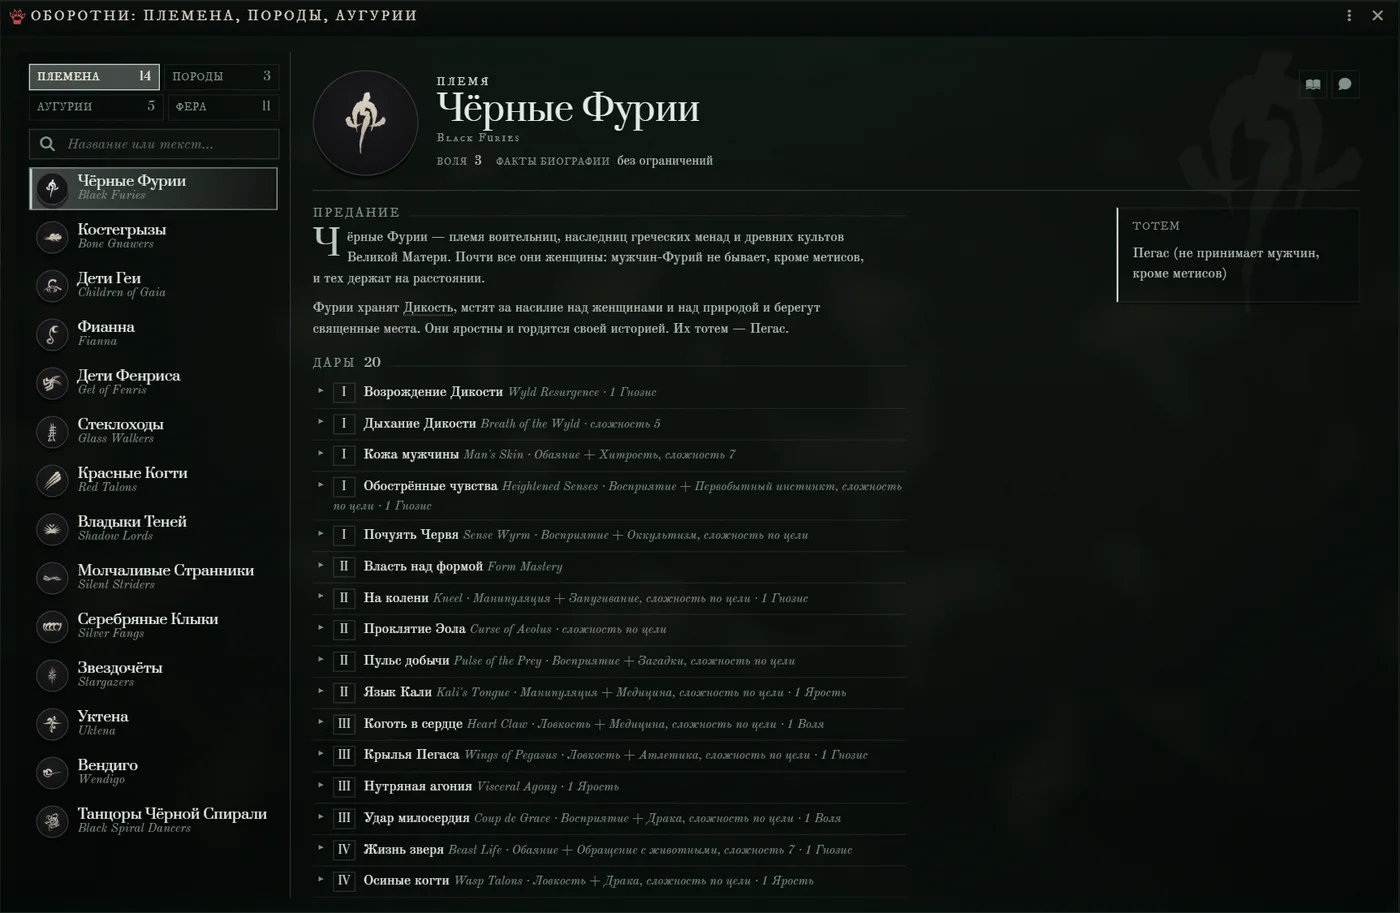 ОБОРОТНИ: ПЛЕМЕНА, ПОРОДЫ, АУГУРИИ
ПЛЕМЕНА 14
ПОРОДЫ 3
АУГУРИИ 5
ФЕРА 11
Название или текст...
Чёрные Фурии
Black Furies
Костегрызы
Bone Gnawers
Дети Геи
Children of Gaia
Фианна
Fianna
Дети Фенриса
Get of Fenris
Стеклоходы
Glass Walkers
Красные Когти
Red Talons
Владыки Теней
Shadow Lords
Молчаливые Странники
Silent Striders
Серебряные Клыки
Silver Fangs
Звездочёты
Stargazers
Уктена
Uktena
Вендиго
Wendigo
Танцоры Чёрной Спирали
Black Spiral Dancers
ПЛЕМЯ
Чёрные Фурии
Black Furies
ВОЛЯ 3 ФАКТЫ БИОГРАФИИ без ограничений
ПРЕДАНИЕ
Чёрные Фурии — племя воительниц, наследниц греческих менад и древних культов
Великой Матери. Почти все они женщины: мужчин-Фурий не бывает, кроме метисов,
и тех держат на расстоянии.
Фурии хранят Дикость, мстят за насилие над женщинами и над природой и берегут
священные места. Они яростны и гордятся своей историей. Их тотем — Пегас.
ДАРЫ 20
I Возрождение Дикости Wyld Resurgence · 1 Гнозис
I Дыхание Дикости Breath of the Wyld · сложность 5
I Кожа мужчины Man's Skin · Обаяние + Хитрость, сложность 7
I Обострённые чувства Heightened Senses · Восприятие + Первобытный инстинкт, сложность
по цели · 1 Гнозис
I Почуять Червя Sense Wyrm · Восприятие + Оккультизм, сложность по цели
II Власть над формой Form Mastery
II На колени Kneel · Манипуляция + Запугивание, сложность по цели · 1 Гнозис
II Проклятие Эола Curse of Aeolus · сложность по цели
II Пульс добычи Pulse of the Prey · Восприятие + Загадки, сложность по цели
II Язык Кали Kali's Tongue · Манипуляция + Медицина, сложность по цели · 1 Ярость
III Коготь в сердце Heart Claw · Ловкость + Медицина, сложность по цели · 1 Воля
III Крылья Пегаса Wings of Pegasus · Ловкость + Атлетика, сложность по цели · 1 Гнозис
III Нутряная агония Visceral Agony · 1 Ярость
III Удар милосердия Coup de Grace · Восприятие + Драка, сложность по цели · 1 Воля
IV Жизнь зверя Beast Life · Обаяние + Обращение с животными, сложность 7 · 1 Гнозис
IV Осиные когти Wasp Talons · Ловкость + Драка, сложность по цели · 1 Ярость
ТОТЕМ
Пегас (не принимает мужчин,
кроме метисов)